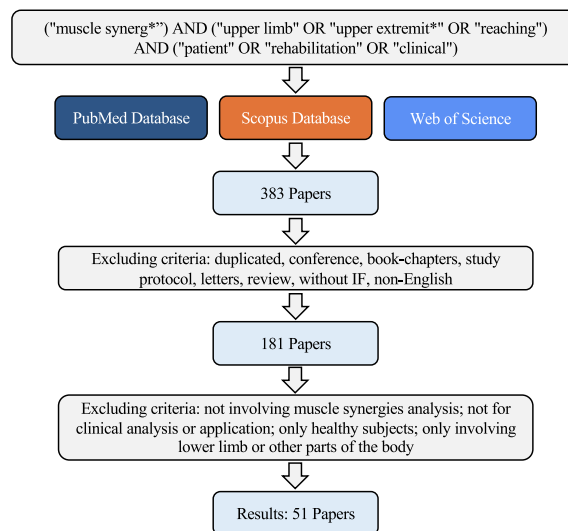 ("muscle synerg*”) AND ("upper limb" OR "upper extremit*" OR "reaching")
AND ("patient" OR "rehabilitation" OR "clinical")
PubMed Database
Scopus Database
Web of Science
383 Papers
Excluding criteria: duplicated, conference, book-chapters, study
protocol, letters, review, without IF, non-English
181 Papers
Excluding criteria: not involving muscle synergies analysis; not for
clinical analysis or application; only healthy subjects; only involving
lower limb or other parts of the body
Results: 51 Papers